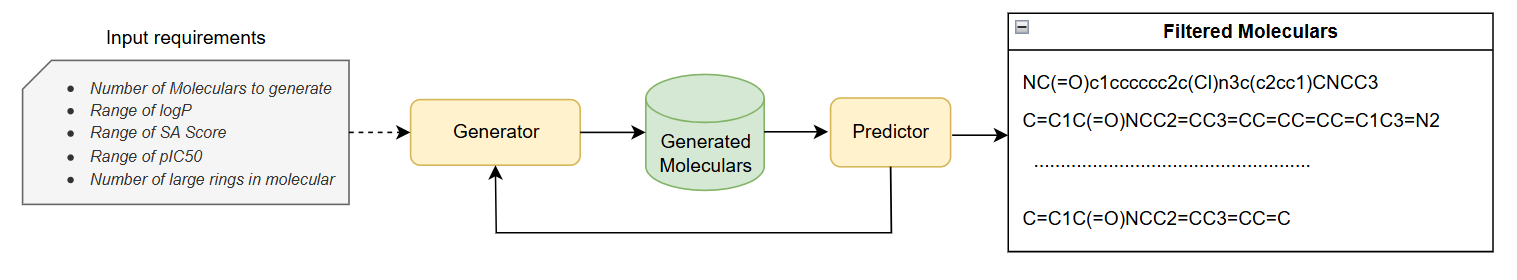 Input requirements
Number of Moleculars to generate
Range of logP
Range of SA Score
Range of pIC50
Number of large rings in molecular
Generator
Generated
Moleculars
Predictor
Filtered Moleculars
NC(=O)c1cccccc2c(Cl)n3c(c2cc1)CNCC3
C=C1C(=O)NCC2=CC3=CC=CC=CC=C1C3=N2
.....................................................
C=C1C(=O)NCC2=CC3=CC=C